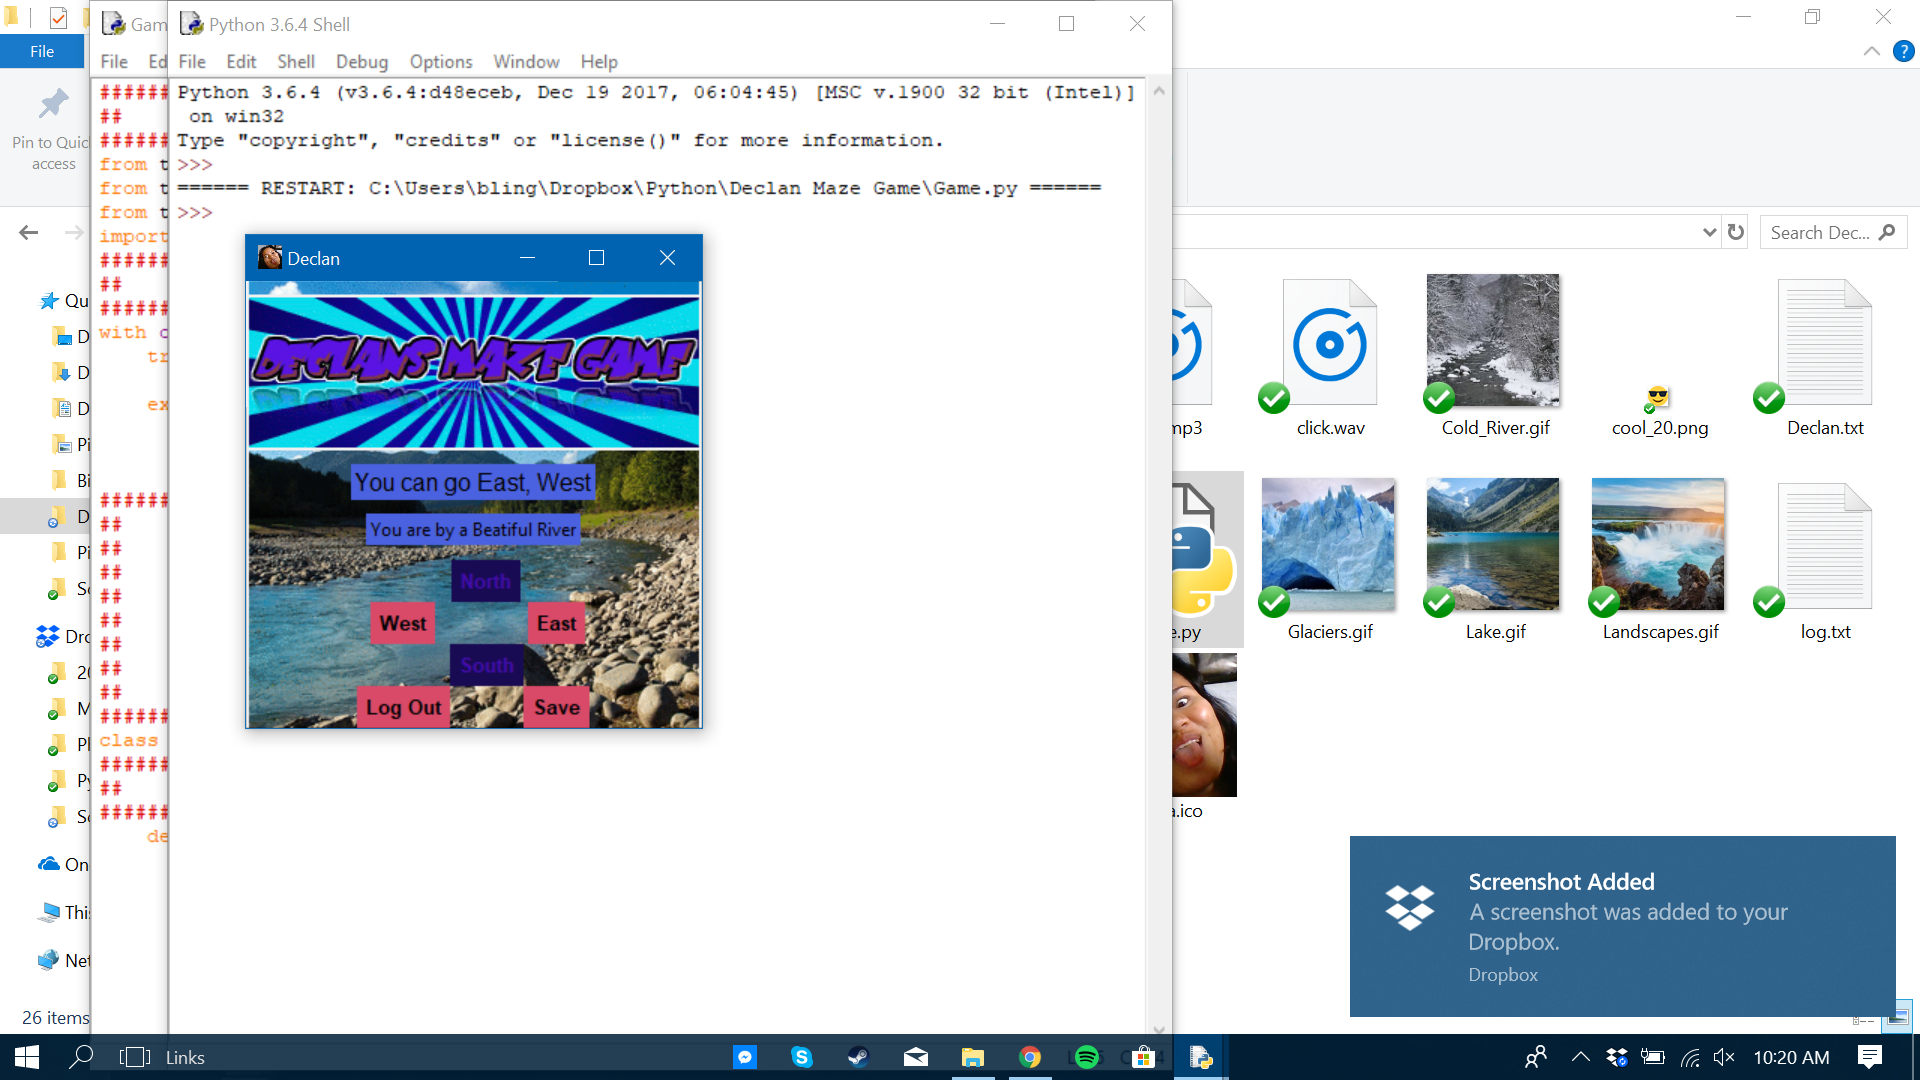 File
Pin to Quic
access
Qu
D
D
D
Pi
Bi
D
Pi
Sc
Dro
20
M
Pl
Py
Sc
On
Thi
Net
26 items
Gam
File Ed
#######
##
#######
from t
from t
from t
import
#######
##
#######
with c
tr
ex
#######
##
##
##
##
##
##
##
##
#######
class
#######
##
#######
de
Python 3.6.4 Shell
File Edit Shell Debug Options Window Help
Python 3.6.4 (v3.6.4:d48eceb, Dec 19 2017, 06:04:45) [MSC v.1900 32 bit (Intel)]
on win32
Type "copyright", "credits" or "license()" for more information.
>>>
====== RESTART: C:\Users\bling\Dropbox\Python\Declan Maze Game\Game.py ======
>>>
Declan
DECLANS MAZE GAME
You can go East, West
You are by a Beatiful River
North
West East
South
Log Out Save
?
Search Dec...
mp3 click.wav Cold_River.gif cool_20.png Declan.txt
e.py Glaciers.gif Lake.gif Landscapes.gif log.txt
a.ico
Screenshot Added
A screenshot was added to your
Dropbox.
Dropbox
Links
10:20 AM